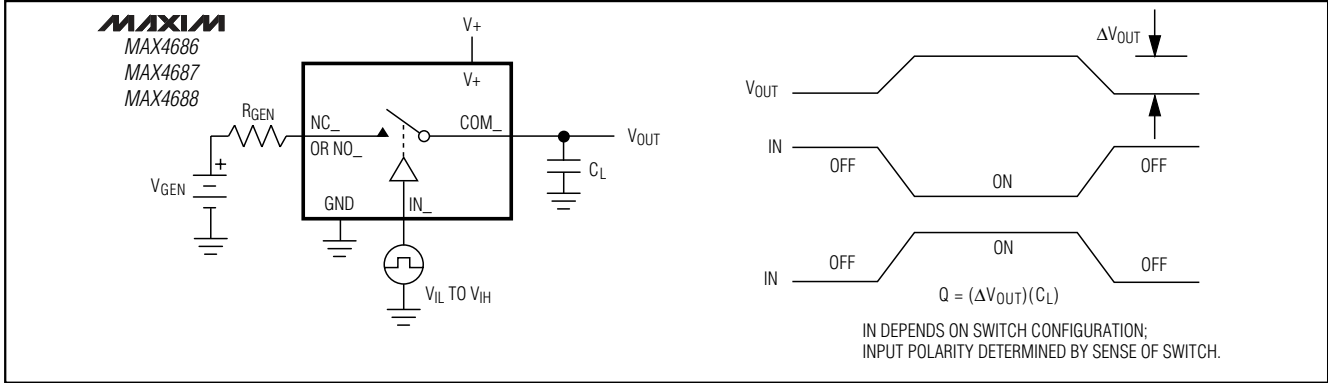 MAXIM
MAX4686
MAX4687
MAX4688
V+
V+
RGEN
NC_
OR NO_
COM_
VOUT
CL
VGEN
+
GND
IN_
VIL TO VIH
ΔVOUT
VOUT
IN
OFF
ON
OFF
IN
OFF
ON
OFF
Q = (ΔVOUT)(CL)
IN DEPENDS ON SWITCH CONFIGURATION;
INPUT POLARITY DETERMINED BY SENSE OF SWITCH.